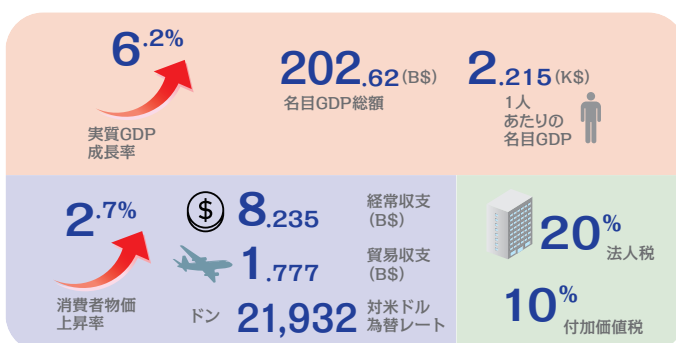 6.2%
実質GDP
成長率
202.62(B$)
名目GDP総額
2.215(K$)
1人
あたりの
名目GDP
2.7%
消費者物価
上昇率
$
8.235
経常収支
(B$)
1.777
貿易収支
(B$)
ドン 21,932
対米ドル
為替レート
20%
法人税
10%
付加価値税